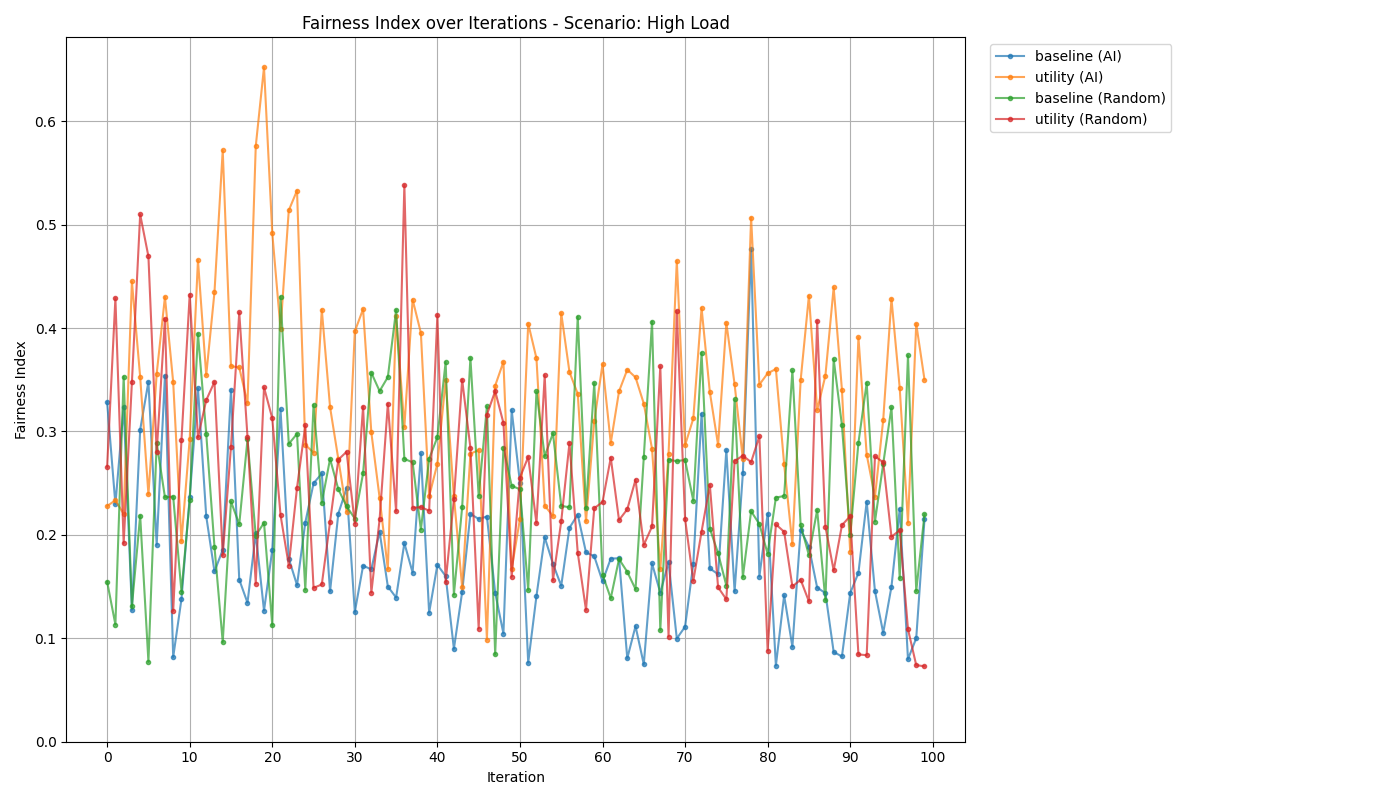 Fairness Index over Iterations - Scenario: High Load
baseline (AI)
utility (AI)
baseline (Random)
utility (Random)
Fairness Index
0.6
0.5
0.4
0.3
0.2
0.1
0.0
0 10 20 30 40 50 60 70 80 90 100
Iteration